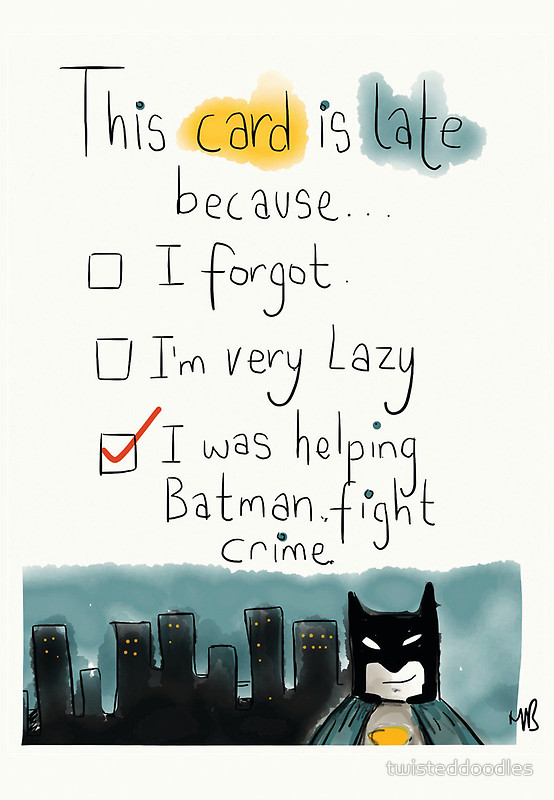 This card is late
because...
I forgot.
I'm very Lazy
I was helping
Batman. fight
crime.
MB
twisteddoodles